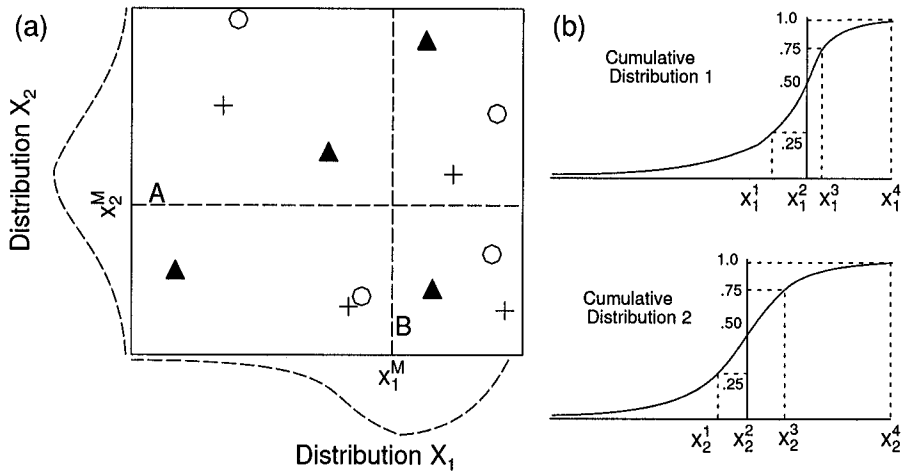 (a)
Distribution X₂
x₂ᴹ
A
B
x₁ᴹ
Distribution X₁
(b)
Cumulative
Distribution 1
1.0
.75
.50
.25
X₁¹ X₁² X₁³ X₁⁴
Cumulative
Distribution 2
1.0
.75
.50
.25
X₂¹ X₂² X₂³ X₂⁴